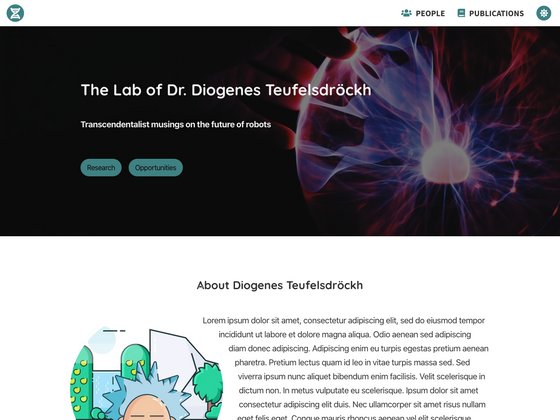 PEOPLE
PUBLICATIONS
The Lab of Dr. Diogenes Teufelsdröckh
Transcendentalist musings on the future of robots
Research
Opportunities
About Diogenes Teufelsdröckh
Lorem ipsum dolor sit amet, consectetur adipiscing elit, sed do eiusmod tempor
incididunt ut labore et dolore magna aliqua. Odio aenean sed adipiscing
diam donec adipiscing. Adipiscing enim eu turpis egestas pretium aenean
pharetra. Pretium lectus quam id leo in vitae turpis massa sed. Sed
viverra ipsum nunc aliquet bibendum enim facilisis. Velit scelerisque in
dictum non. In metus vulputate eu scelerisque. Ipsum dolor sit amet
consectetur adipiscing elit duis. Nec ullamcorper sit amet risus nullam
eget felis eget. Congue mauris rhoncus aenean vel elit scelerisque.